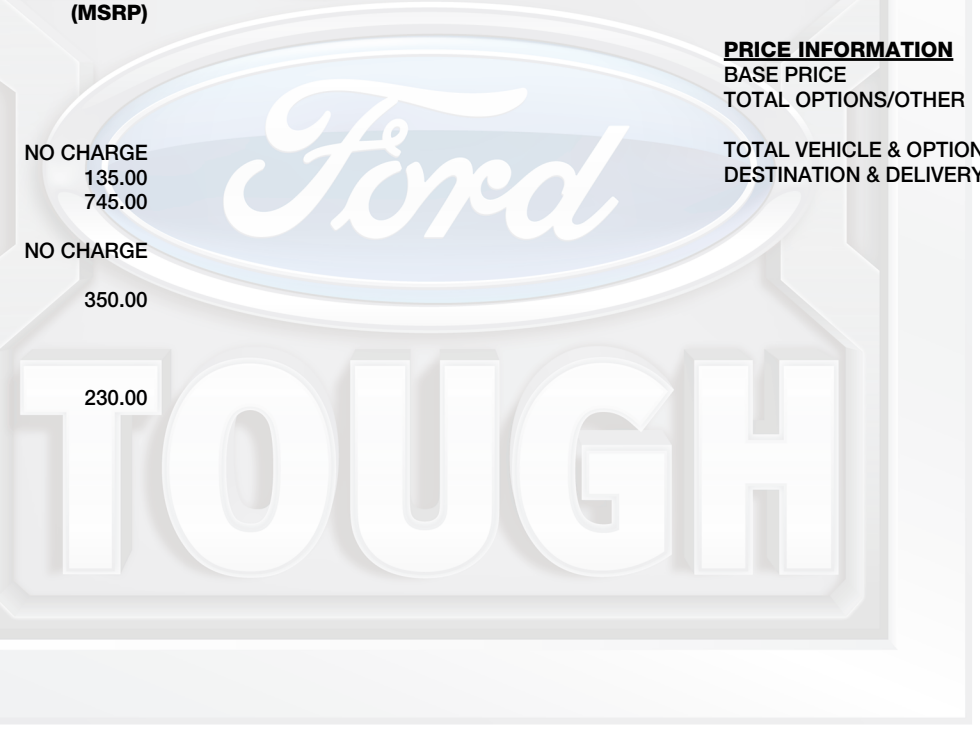 (MSRP)
NO CHARGE
135.00
745.00
NO CHARGE
350.00
230.00
PRICE INFORMATION
BASE PRICE
TOTAL OPTIONS/OTHER
TOTAL VEHICLE & OPTION
DESTINATION & DELIVERY
Ford
TOUGH